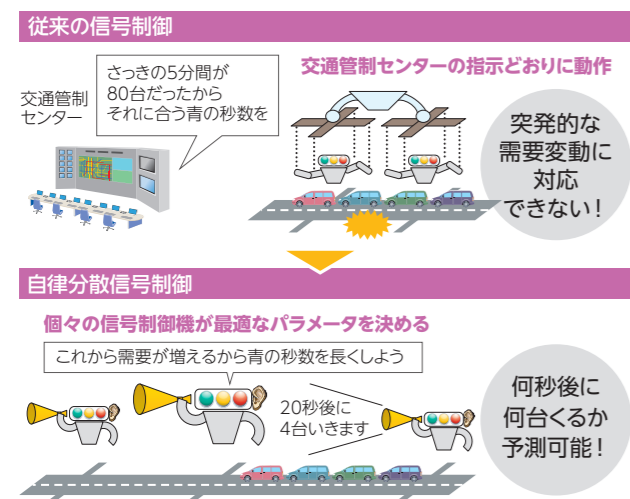 従来の信号制御
交通管制センターの指示どおりに動作
さっきの5分間が
80台だったから
それに合う青の秒数を
交通管制
センター
突発的な
需要変動に
対応
できない!
自律分散信号制御
個々の信号制御機が最適なパラメータを決める
これから需要が増えるから青の秒数を長くしよう
20秒後に
4台いきます
何秒後に
何台くるか
予測可能!